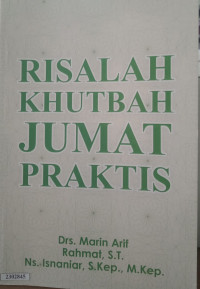 RISALAH
KHUTBAH
JUMAT
PRAKTIS
Drs. Marin Arif
Rahmat, S.T.
Ns. Isnaniar, S.Kep., M.Kep.